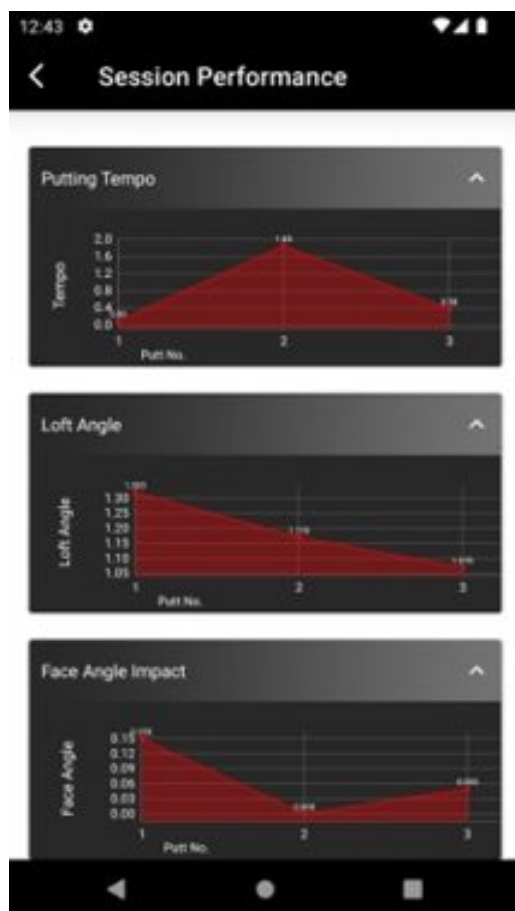 12:43
Session Performance
Putting Tempo
Tempo
2.0
1.6
1.2
0.8
0.4
0.0
1 2 3
Putt No.
Loft Angle
Loft Angle
1.30
1.25
1.20
1.15
1.10
1.05
1 2 3
Putt No.
Face Angle Impact
Face Angle
0.15
0.12
0.09
0.06
0.03
0.00
1 2 3
Putt No.